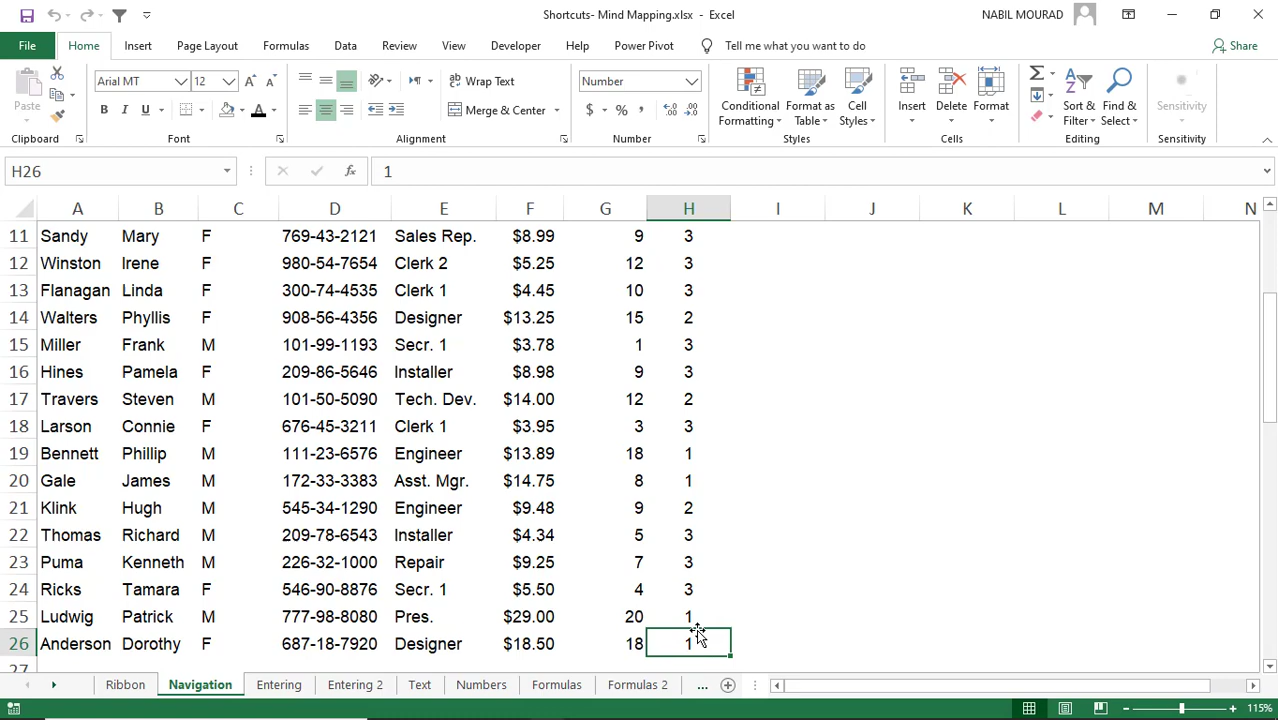 Shortcuts- Mind Mapping.xlsx - Excel
NABIL MOURAD
File Home Insert Page Layout Formulas Data Review View Developer Help Power Pivot Tell me what you want to do Share
Paste
Arial MT 12
B I U
Wrap Text
Merge & Center
Number
$ % ,
Conditional Formatting
Format Table
Cell Styles
Insert
Delete
Format
Sort & Filter
Find & Select
Sensitivity
Clipboard Font Alignment Number Styles Cells Editing Sensitivity
H26 fx 1
A B C D E F G H I J K L M N
11 Sandy Mary F 769-43-2121 Sales Rep. $8.99 9 3
12 Winston Irene F 980-54-7654 Clerk 2 $5.25 12 3
13 Flanagan Linda F 300-74-4535 Clerk 1 $4.45 10 3
14 Walters Phyllis F 908-56-4356 Designer $13.25 15 2
15 Miller Frank M 101-99-1193 Secr. 1 $3.78 1 3
16 Hines Pamela F 209-86-5646 Installer $8.98 9 3
17 Travers Steven M 101-50-5090 Tech. Dev. $14.00 12 2
18 Larson Connie F 676-45-3211 Clerk 1 $3.95 3 3
19 Bennett Phillip M 111-23-6576 Engineer $13.89 18 1
20 Gale James M 172-33-3383 Asst. Mgr. $14.75 8 1
21 Klink Hugh M 545-34-1290 Engineer $9.48 9 2
22 Thomas Richard M 209-78-6543 Installer $4.34 5 3
23 Puma Kenneth M 226-32-1000 Repair $9.25 7 3
24 Ricks Tamara F 546-90-8876 Secr. 1 $5.50 4 3
25 Ludwig Patrick M 777-98-8080 Pres. $29.00 20 1
26 Anderson Dorothy F 687-18-7920 Designer $18.50 18 1
27
Ribbon Navigation Entering Entering 2 Text Numbers Formulas Formulas 2 ...
115%